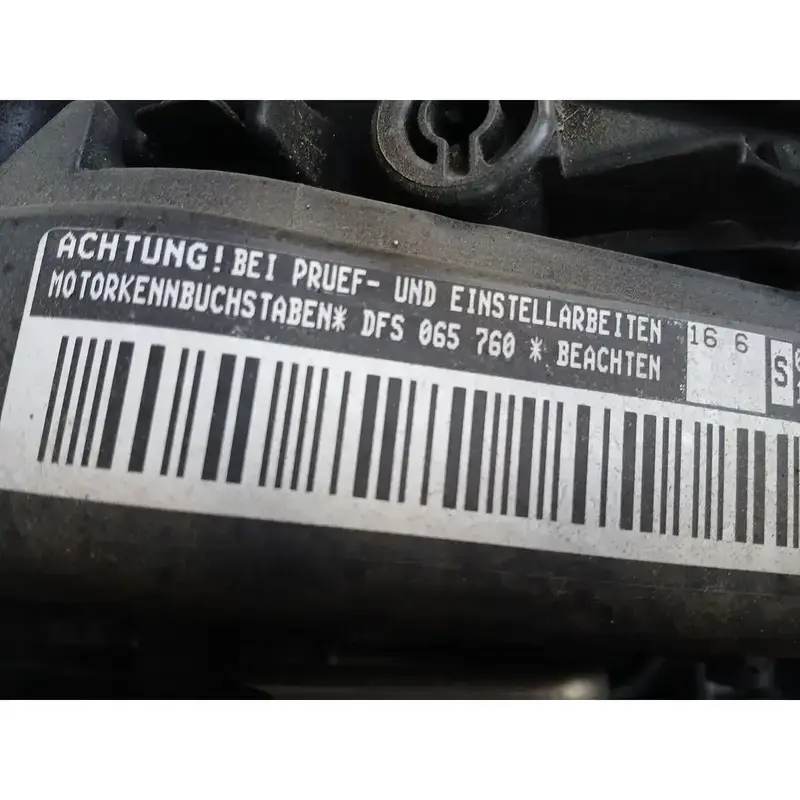 ACHTUNG! BEI PRUEF- UND EINSTELLARBEITEN
MOTORKENNBUCHSTABEN* DFS 065 760 * BEACHTEN
16 6
S